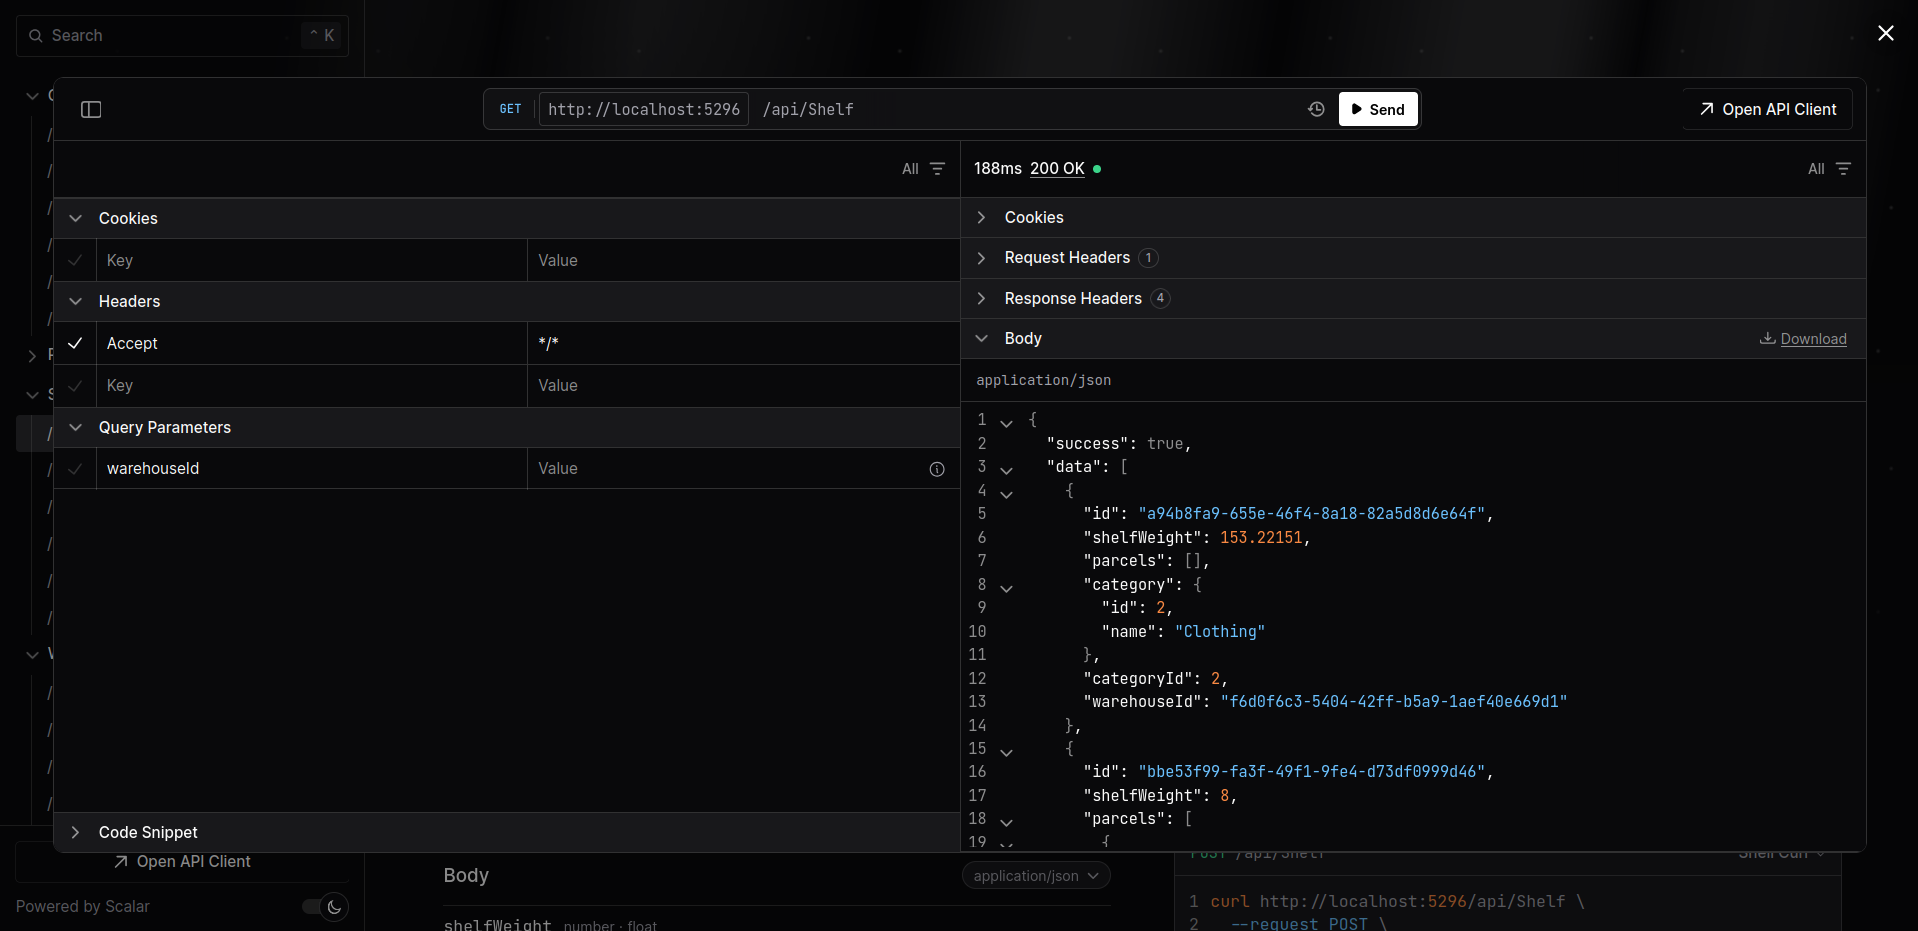 Search
⌃ K
GET http://localhost:5296 /api/Shelf
Send
Open API Client
All
Cookies
Key Value
Headers
Accept */*
Key Value
Query Parameters
warehouseId Value
Code Snippet
188ms 200 OK
All
Cookies
Request Headers 1
Response Headers 4
Body
Download
application/json
1 {
2 "success": true,
3 "data": [
4 {
5 "id": "a94b8fa9-655e-46f4-8a18-82a5d8d6e64f",
6 "shelfWeight": 153.22151,
7 "parcels": [],
8 "category": {
9 "id": 2,
10 "name": "Clothing"
11 },
12 "categoryId": 2,
13 "warehouseId": "f6d0f6c3-5404-42ff-b5a9-1aef40e669d1"
14 },
15 {
16 "id": "bbe53f99-fa3f-49f1-9fe4-d73df0999d46",
17 "shelfWeight": 8,
18 "parcels": [
19 {
Open API Client
Powered by Scalar
Body
application/json
shelfWeight number · float
POST /api/Shelf
Shell Curl
1 curl http://localhost:5296/api/Shelf \
2 --request POST \